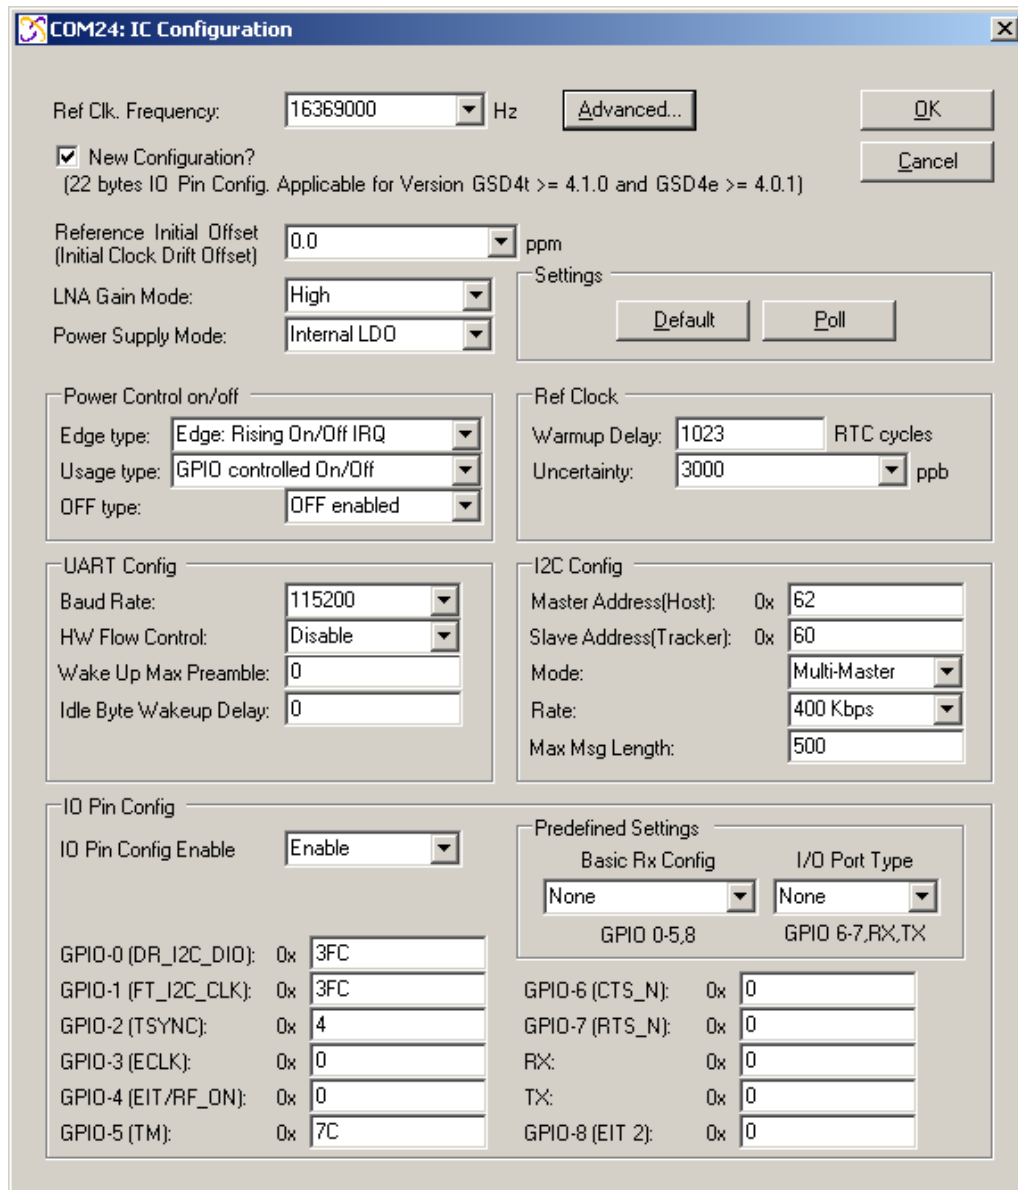 COM24: IC Configuration
Ref Clk. Frequency: 16369000 Hz Advanced... OK
New Configuration? Cancel
(22 bytes IO Pin Config. Applicable for Version GSD4t >= 4.1.0 and GSD4e >= 4.0.1)
Reference Initial Offset
(Initial Clock Drift Offset) 0.0 ppm
LNA Gain Mode: High
Power Supply Mode: Internal LDO
Settings
Default Poll
Power Control on/off
Edge type: Edge: Rising On/Off IRQ
Usage type: GPIO controlled On/Off
OFF type: OFF enabled
Ref Clock
Warmup Delay: 1023 RTC cycles
Uncertainty: 3000 ppb
UART Config
Baud Rate: 115200
HW Flow Control: Disable
Wake Up Max Preamble: 0
Idle Byte Wakeup Delay: 0
I2C Config
Master Address(Host): 0x 62
Slave Address(Tracker): 0x 60
Mode: Multi-Master
Rate: 400 Kbps
Max Msg Length: 500
IO Pin Config
IO Pin Config Enable Enable
Predefined Settings
Basic Rx Config I/O Port Type
None None
GPIO 0-5,8 GPIO 6-7,RX,TX
GPIO-0 (DR_I2C_DIO): 0x 3FC
GPIO-1 (FT_I2C_CLK): 0x 3FC
GPIO-2 (TSYNC): 0x 4
GPIO-3 (ECLK): 0x 0
GPIO-4 (EIT/RF_ON): 0x 0
GPIO-5 (TM): 0x 7C
GPIO-6 (CTS_N): 0x 0
GPIO-7 (RTS_N): 0x 0
RX: 0x 0
TX: 0x 0
GPIO-8 (EIT 2): 0x 0